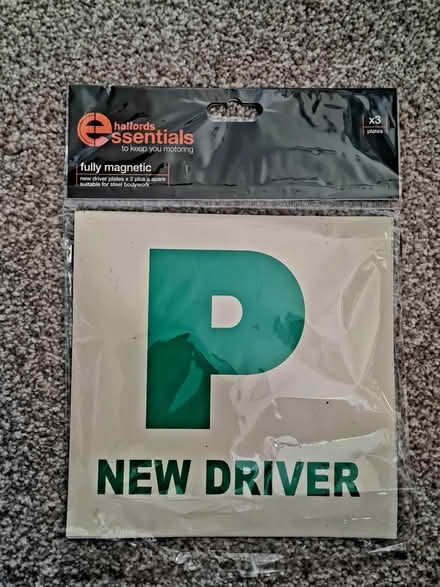 halfords
essentials
to keep you motoring
x3
plates
fully magnetic
new driver plates x 2 plus a spare
suitable for steel bodywork
P
NEW DRIVER